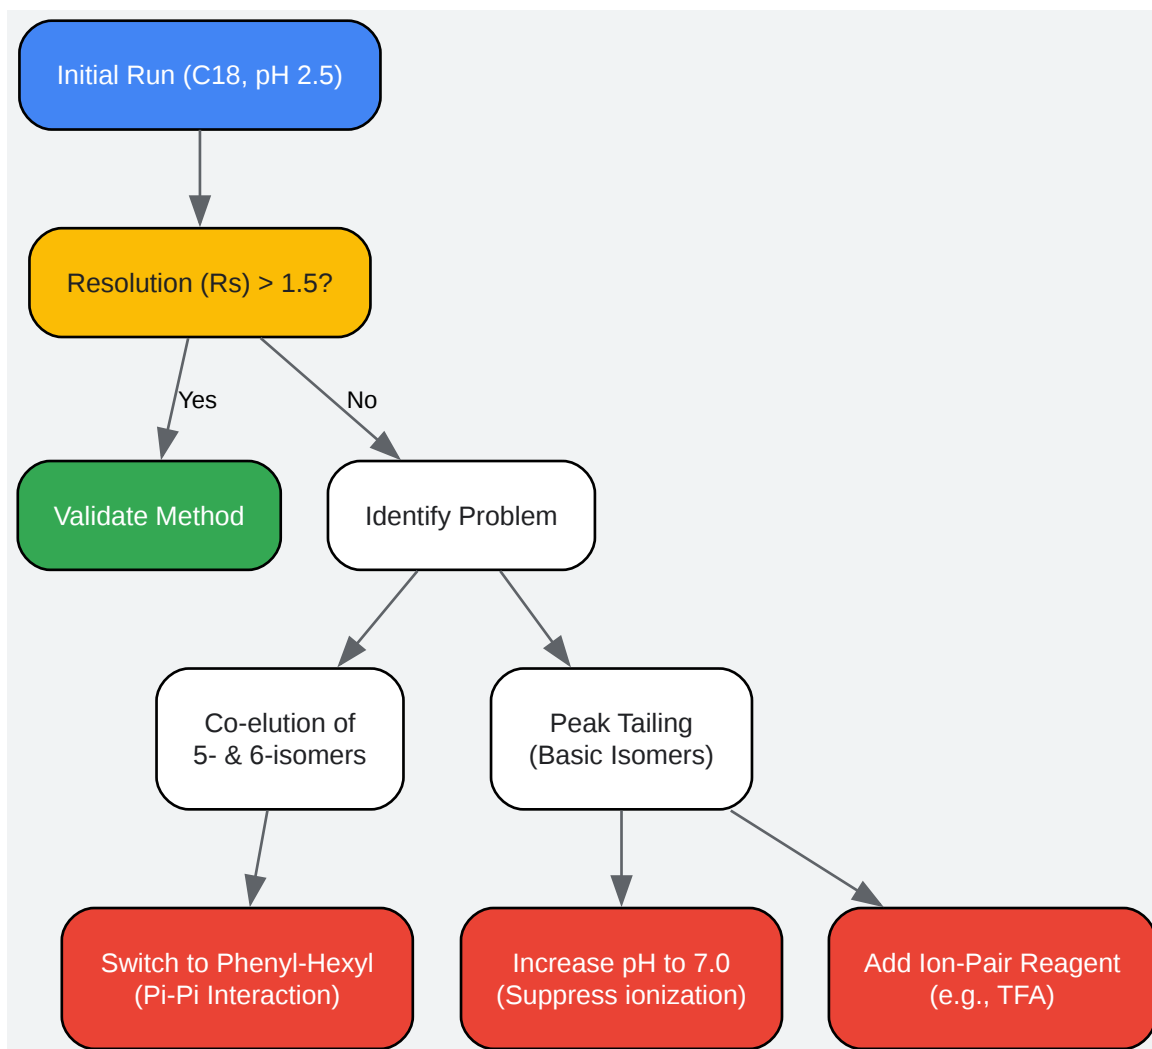 Initial Run (C18, pH 2.5)
Resolution (Rs) > 1.5?
Yes
No
Validate Method
Identify Problem
Co-elution of
5- & 6-isomers
Peak Tailing
(Basic Isomers)
Switch to Phenyl-Hexyl
(Pi-Pi Interaction)
Increase pH to 7.0
(Suppress ionization)
Add Ion-Pair Reagent
(e.g., TFA)